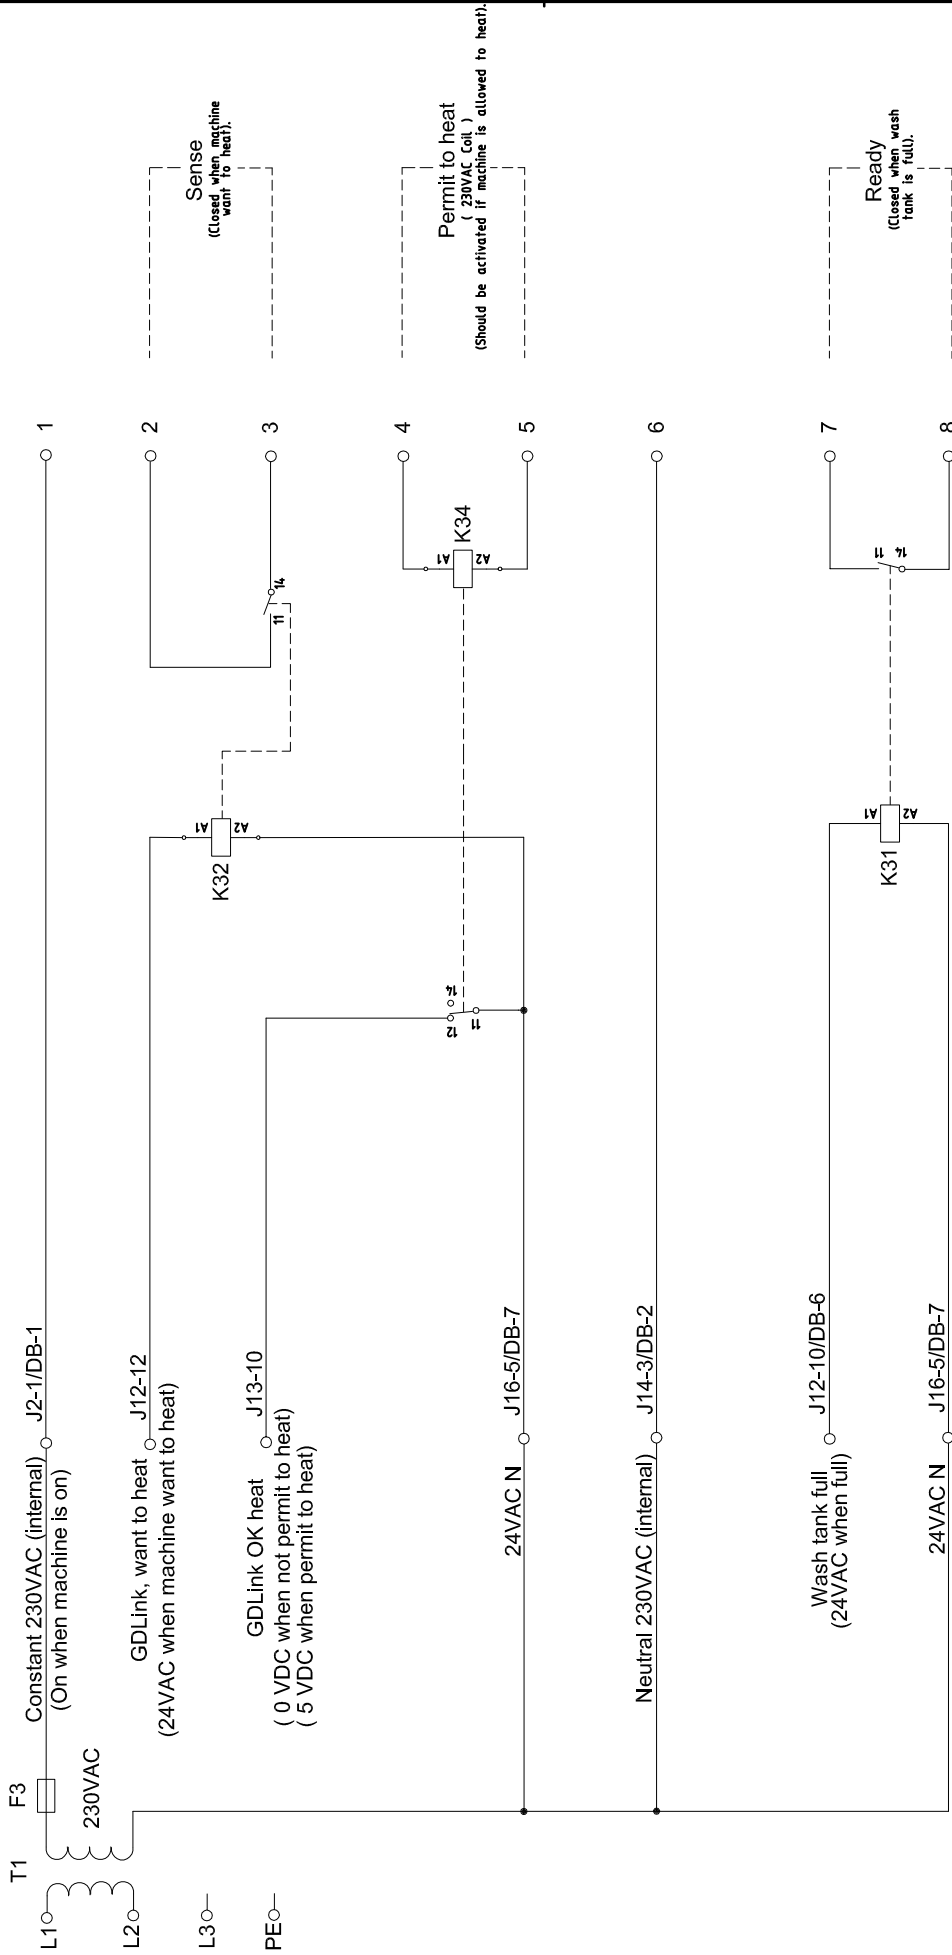 Sense
(Closed when machine
want to heat).
Permit to heat
( 230VAC Coil )
(Should be activated if machine is allowed to heat).
Ready
(Closed when wash
tank is full).
1
2
3
4
5
6
7
8
14
11
K34
A1
A2
11
14
K32
A1
A2
K31
A1
A2
14
12
11
J2-1/DB-1
Constant 230VAC (internal)
(On when machine is on)
J12-12
GDLink, want to heat
(24VAC when machine want to heat)
J13-10
GDLink OK heat
( 0 VDC when not permit to heat)
( 5 VDC when permit to heat)
J16-5/DB-7
24VAC N
J14-3/DB-2
Neutral 230VAC (internal)
J12-10/DB-6
Wash tank full
(24VAC when full)
J16-5/DB-7
24VAC N
F3
230VAC
T1
L1
L2
L3
PE